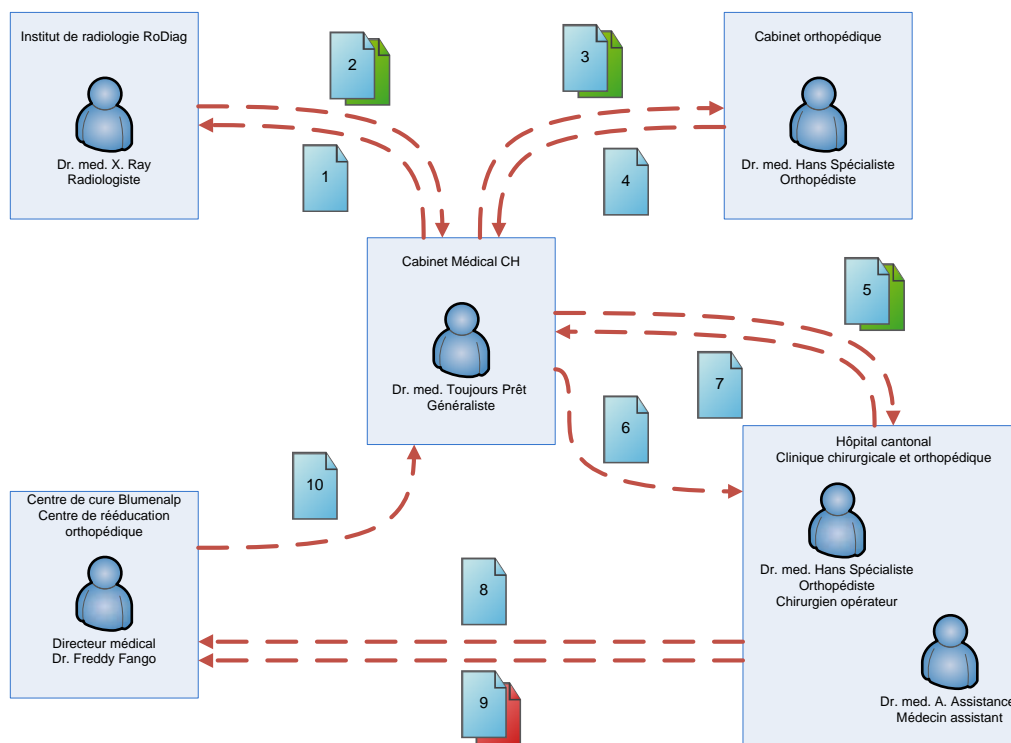 Institut de radiologie RoDiag
Dr. med. X. Ray
Radiologiste
2
1
3
4
Cabinet orthopédique
Dr. med. Hans Spécialiste
Orthopédiste
Cabinet Médical CH
Dr. med. Toujours Prêt
Généraliste
5
7
6
10
Hôpital cantonal
Clinique chirurgicale et orthopédique
Dr. med. Hans Spécialiste
Orthopédiste
Chirurgien opérateur
Dr. med. A. Assistance
Médecin assistant
Centre de cure Blumenalp
Centre de rééducation
orthopédique
Directeur médical
Dr. Freddy Fango
8
9